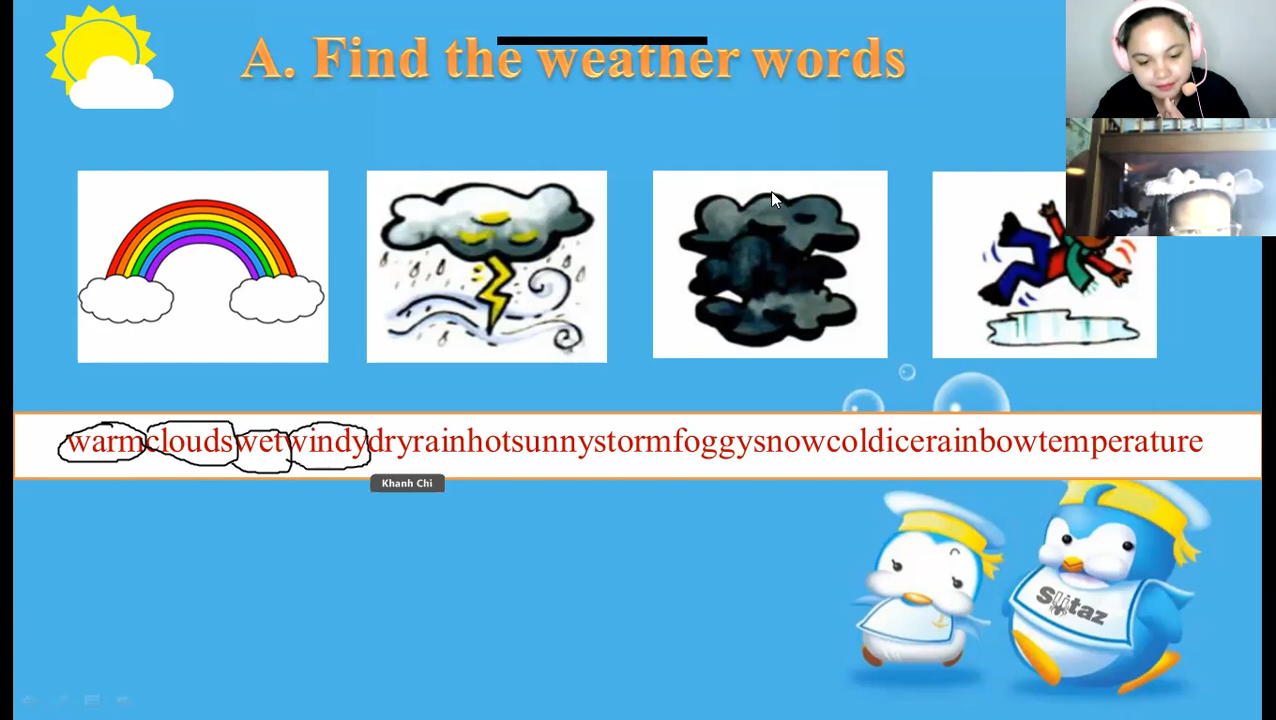 A. Find the weather words
warmcloudswetwindydryrainhotsunnystormfoggysnowcoldicerainbowtemperature
Khanh Chi